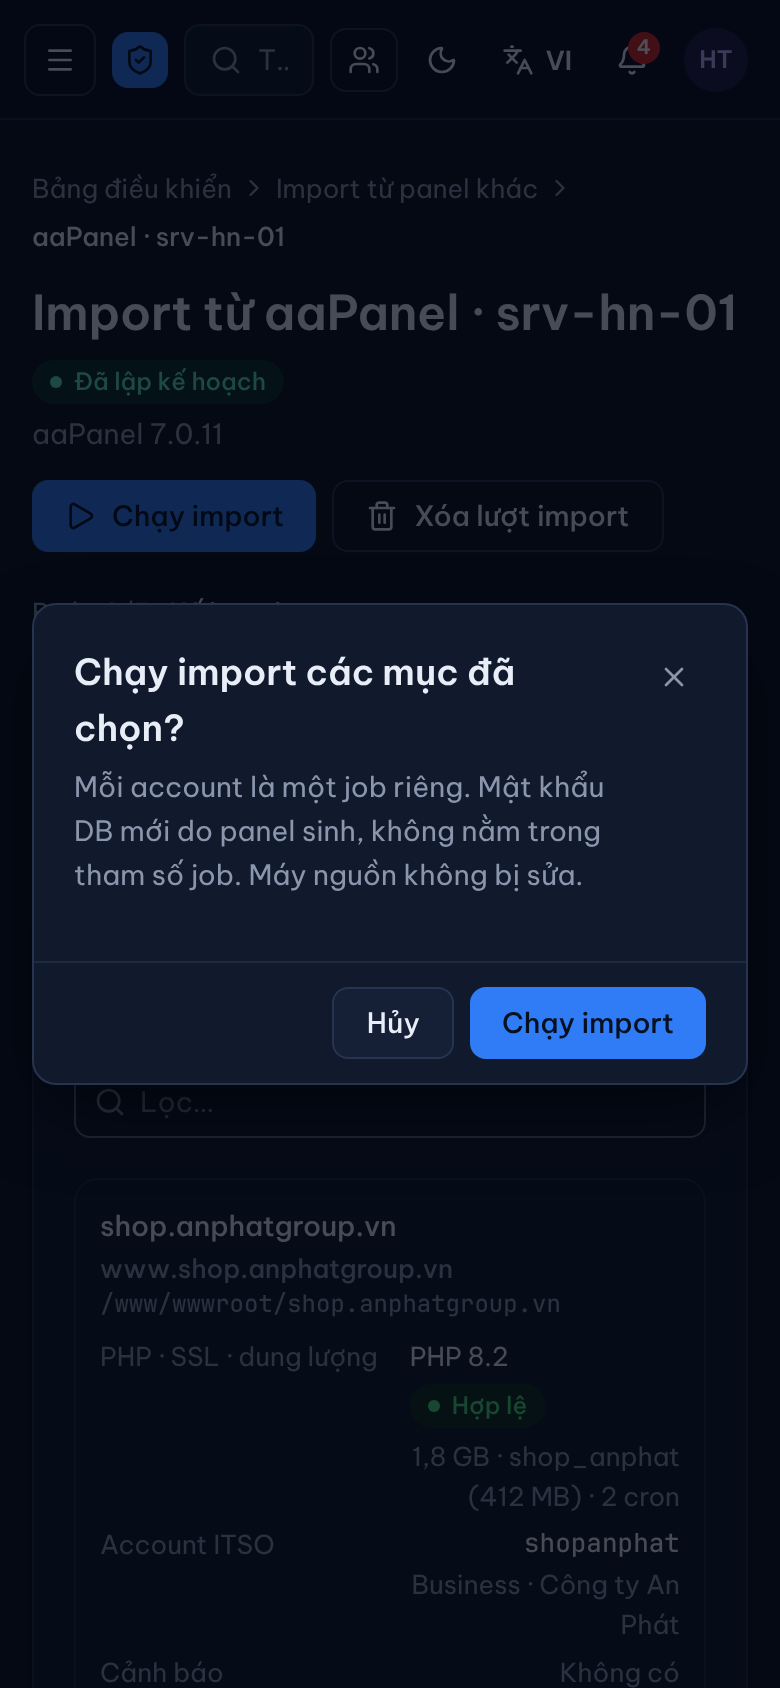 T..
VI
4
HT
Bảng điều khiển > Import từ panel khác >
aaPanel · srv-hn-01
Import từ aaPanel · srv-hn-01
Đã lập kế hoạch
aaPanel 7.0.11
Chạy import
Xóa lượt import
Chạy import các mục đã
chọn?
Mỗi account là một job riêng. Mật khẩu
DB mới do panel sinh, không nằm trong
tham số job. Máy nguồn không bị sửa.
Hủy
Chạy import
Lọc...
shop.anphatgroup.vn
www.shop.anphatgroup.vn
/www/wwwroot/shop.anphatgroup.vn
PHP · SSL · dung lượng
PHP 8.2
Hợp lệ
1,8 GB · shop_anphat
(412 MB) · 2 cron
Account ITSO
shopanphat
Business · Công ty An
Phát
Cảnh báo
Không có